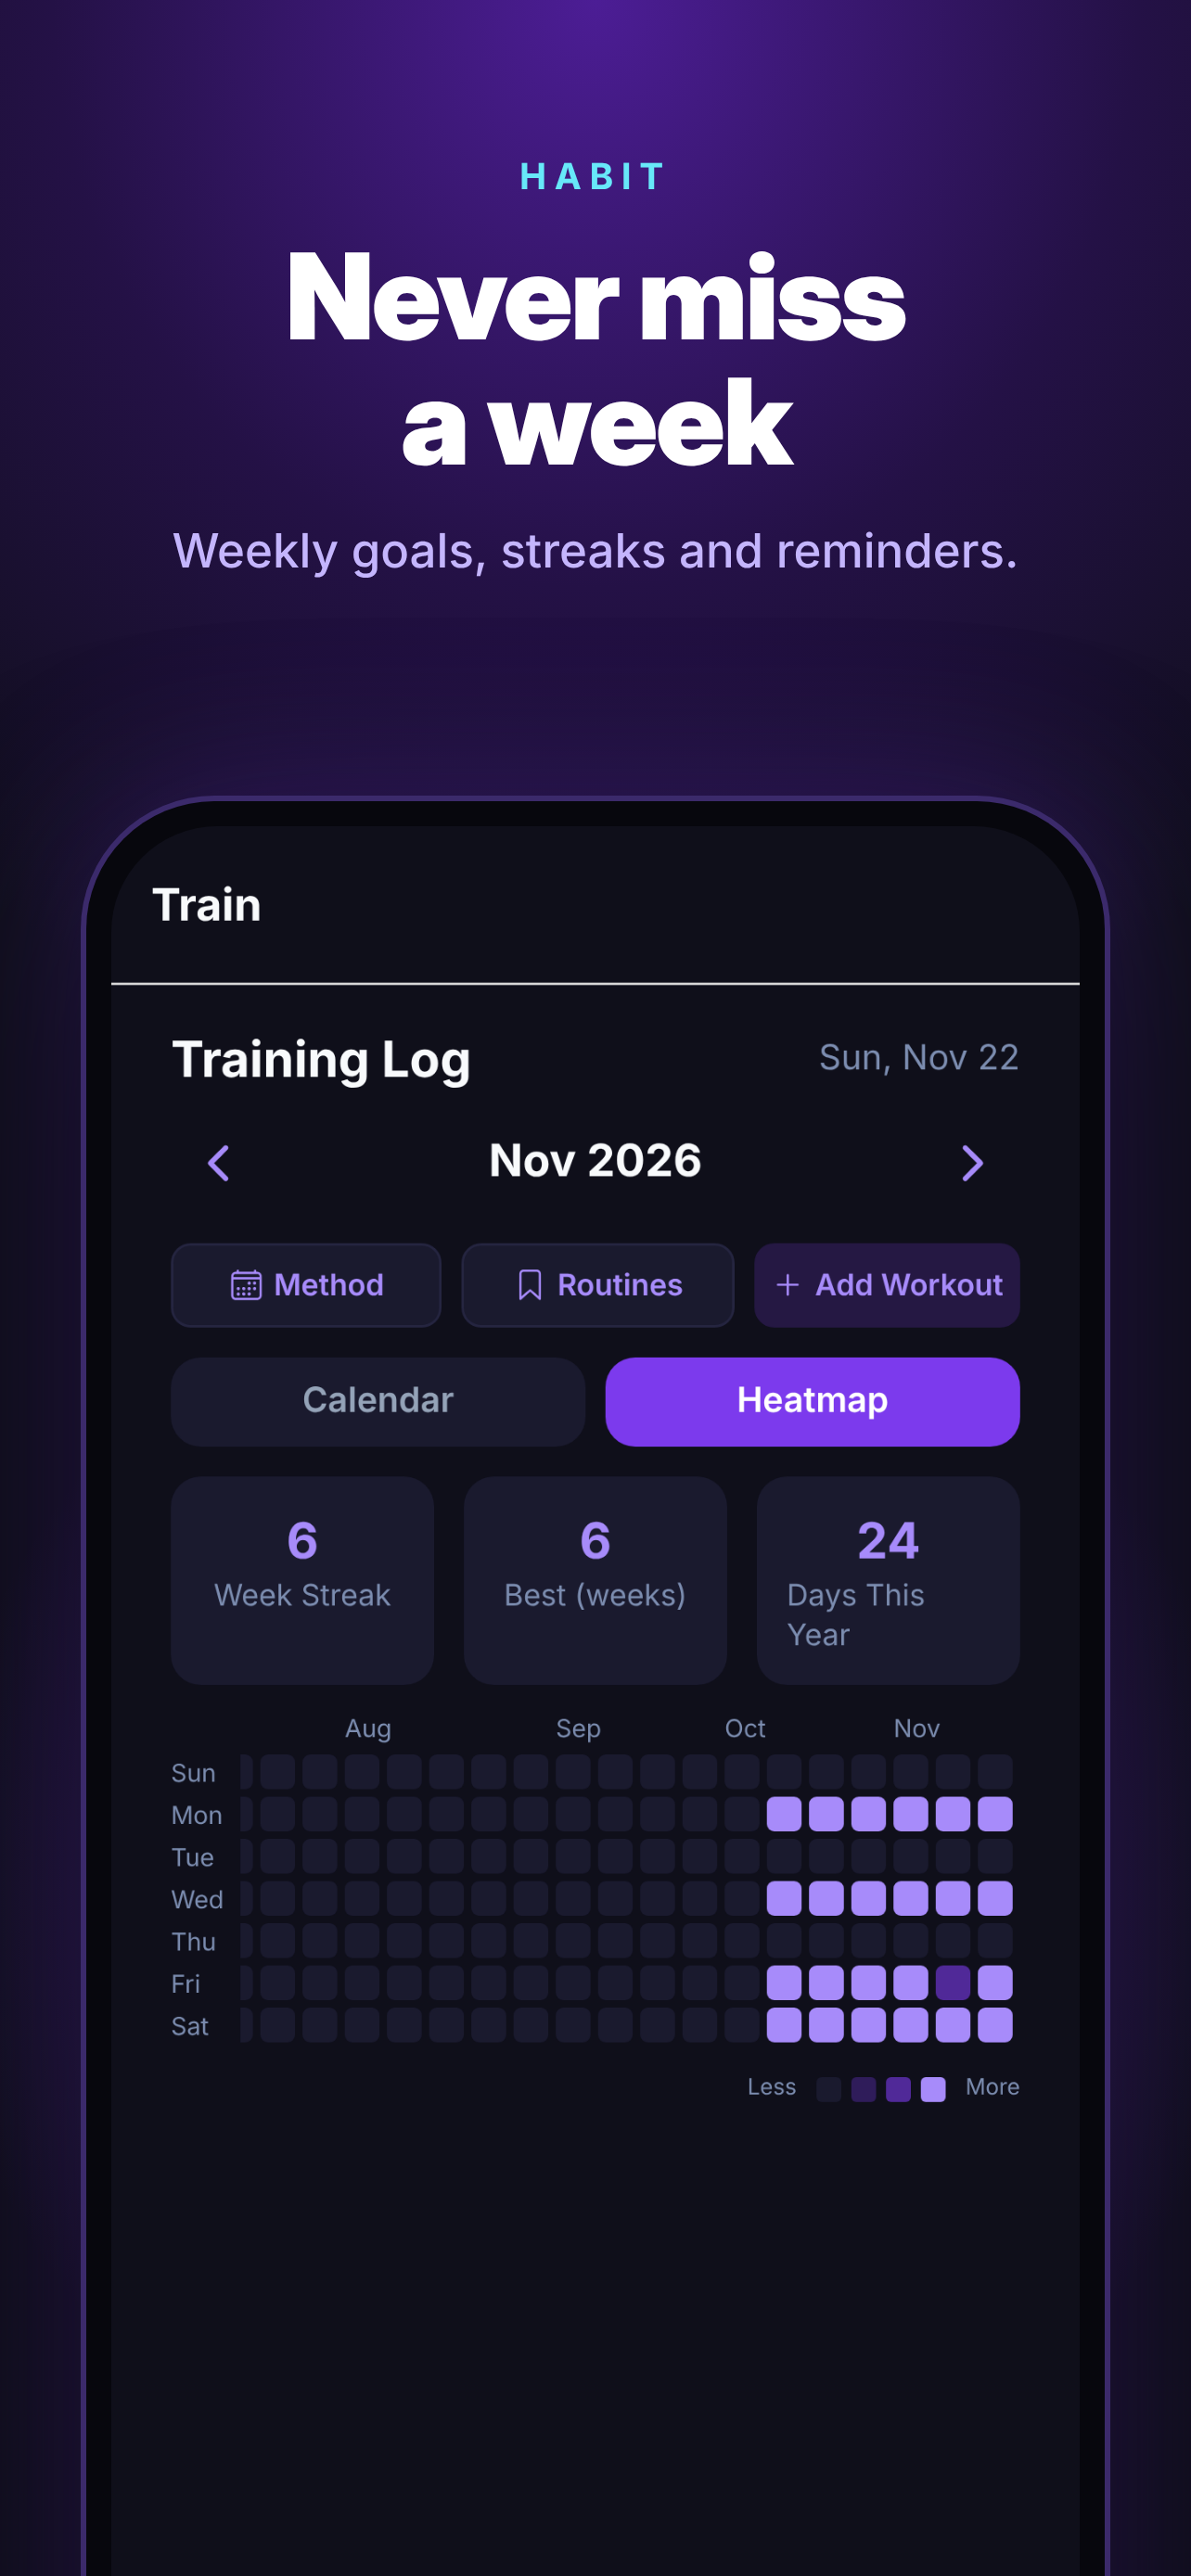 HABIT
Never miss
a week
Weekly goals, streaks and reminders.
Train
Training Log
Sun, Nov 22
Nov 2026
Method
Routines
+ Add Workout
Calendar
Heatmap
6
Week Streak
6
Best (weeks)
24
Days This
Year
Aug Sep Oct Nov
Sun
Mon
Tue
Wed
Thu
Fri
Sat
Less More